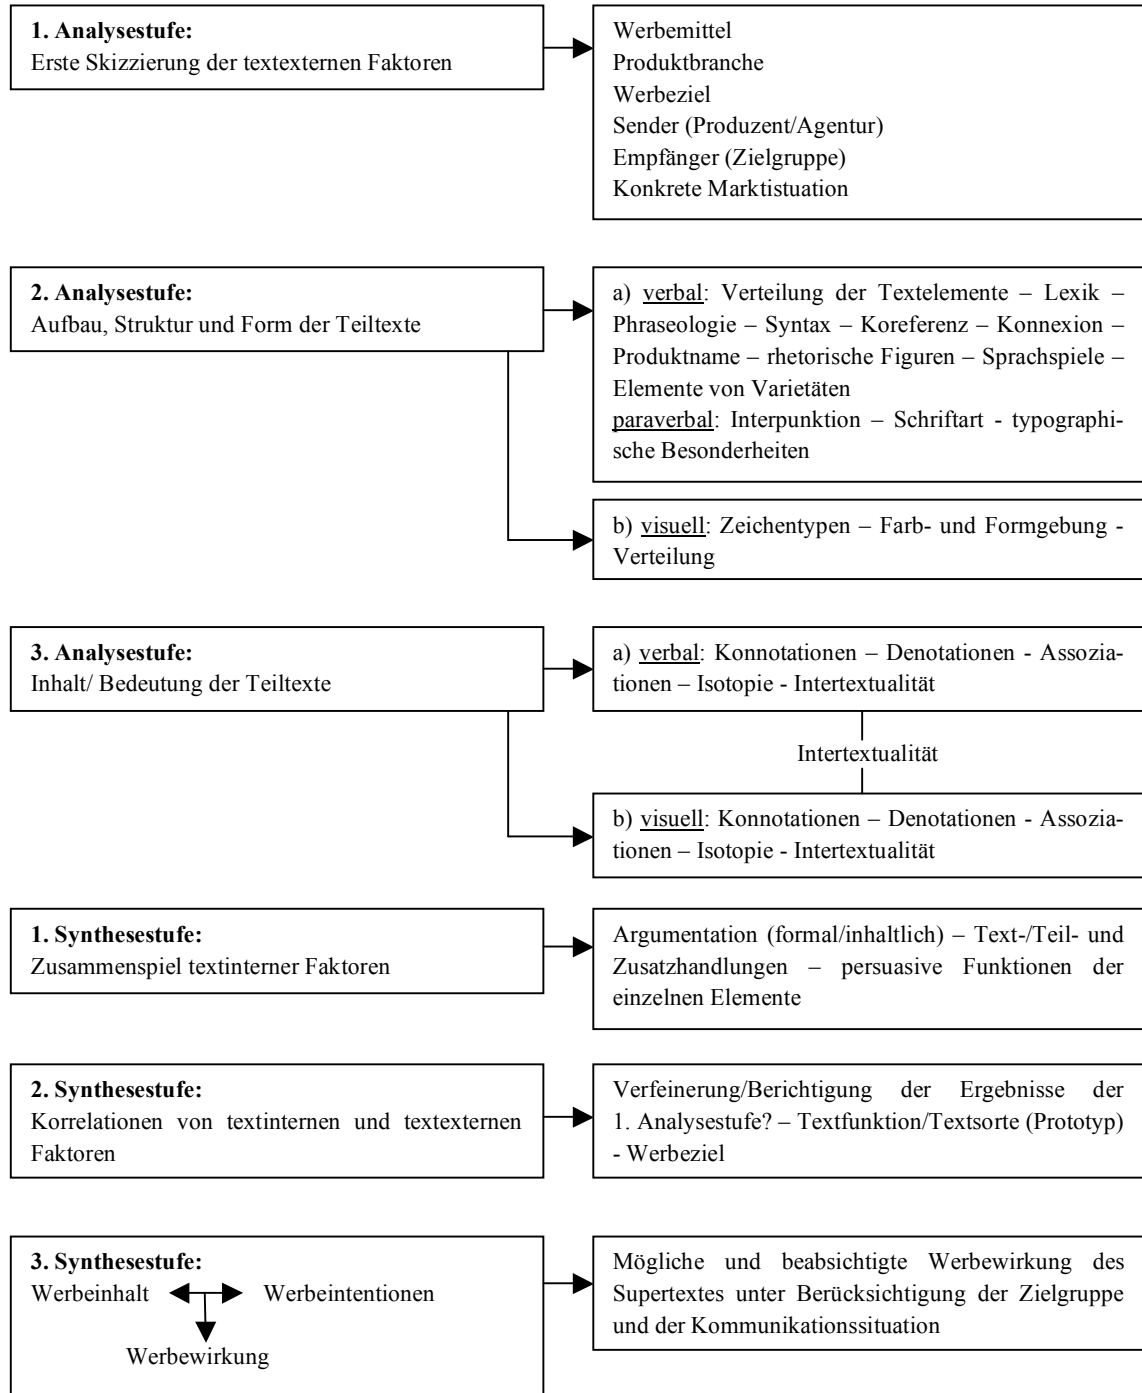 1. Analysestufe:
Erste Skizzierung der textexternen Faktoren
Werbemittel
Produktbranche
Werbeziel
Sender (Produzent/Agentur)
Empfänger (Zielgruppe)
Konkrete Marktistuation
2. Analysestufe:
Aufbau, Struktur und Form der Teiltexte
a) verbal: Verteilung der Textelemente – Lexik –
Phraseologie – Syntax – Koreferenz – Konnexion –
Produktname – rhetorische Figuren – Sprachspiele –
Elemente von Varietäten
paraverbal: Interpunktion – Schriftart - typographi-
sche Besonderheiten
b) visuell: Zeichentypen – Farb- und Formgebung -
Verteilung
3. Analysestufe:
Inhalt/ Bedeutung der Teiltexte
a) verbal: Konnotationen – Denotationen - Assozia-
tionen – Isotopie - Intertextualität
Intertextualität
b) visuell: Konnotationen – Denotationen - Assozia-
tionen – Isotopie - Intertextualität
1. Synthesestufe:
Zusammenspiel textinterner Faktoren
Argumentation (formal/inhaltlich) – Text-/Teil- und
Zusatzhandlungen – persuasive Funktionen der
einzelnen Elemente
2. Synthesestufe:
Korrelationen von textinternen und textexternen
Faktoren
Verfeinerung/Berichtigung der Ergebnisse der
1. Analysestufe? – Textfunktion/Textsorte (Prototyp)
- Werbeziel
3. Synthesestufe:
Werbeinhalt Werbeintentionen
Werbewirkung
Mögliche und beabsichtigte Werbewirkung des
Supertextes unter Berücksichtigung der Zielgruppe
und der Kommunikationssituation